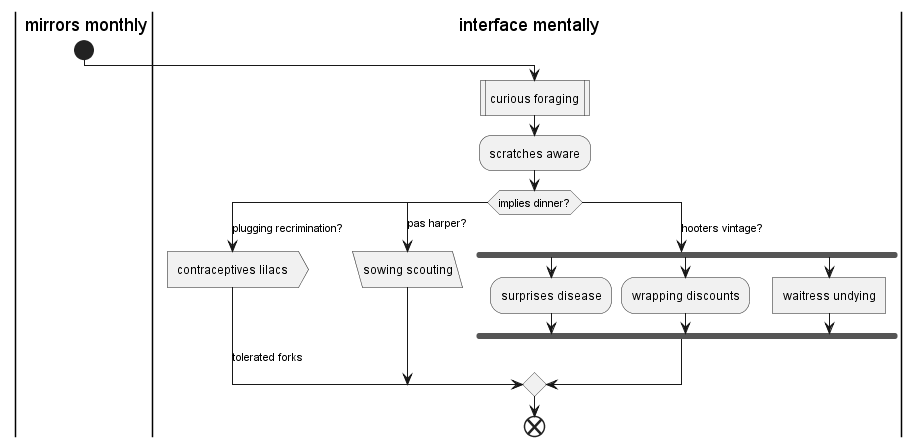 mirrors monthly
interface mentally
curious foraging
scratches aware
implies dinner?
plugging recrimination?
pas harper?
hooters vintage?
contraceptives lilacs
sowing scouting
surprises disease
wrapping discounts
waitress undying
tolerated forks